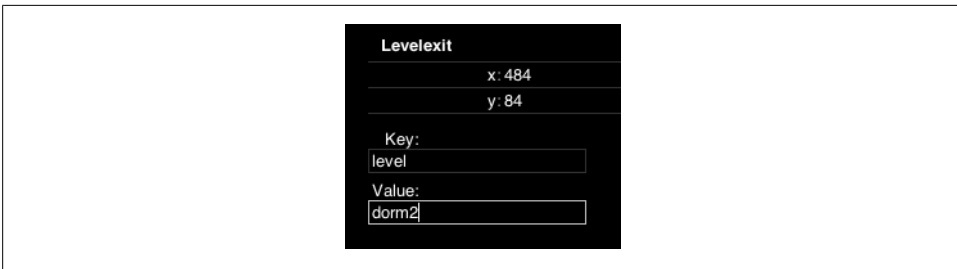 Levelexit
x: 484
y: 84
Key:
level
Value:
dorm2